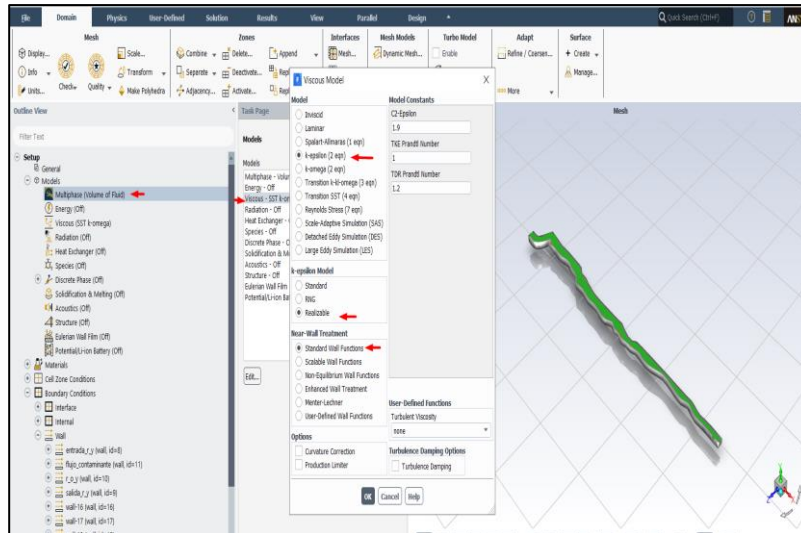 File Domain Physics User-Defined Solution Results View Parallel Design
Quick Search (Ctrl+F)
Mesh Zones Interfaces Mesh Models Turbo Model Adapt Surface
Display... Scale... Combine Delete... Append Mesh... Dynamic Mesh... Enable Refine / Coarsen... Create
Info Transform Separate Deactivate... Manage...
Units... Check Quality Make Polyhedra Adjacency... Activate... More
Outline View
Filter Text
Setup
General
Models
Multiphase (Volume of Fluid)
Energy (Off)
Viscous (SST k-omega)
Radiation (Off)
Heat Exchanger (Off)
Species (Off)
Discrete Phase (Off)
Solidification & Melting (Off)
Acoustics (Off)
Structure (Off)
Eulerian Wall Film (Off)
Potential/Li-ion Battery (Off)
Materials
Cell Zone Conditions
Boundary Conditions
Interface
Internal
Wall
entrada_r_y (wall, id=8)
flujo_contaminante (wall, id=11)
r_o_y (wall, id=10)
salida_r_y (wall, id=9)
wall-16 (wall, id=16)
wall-17 (wall, id=17)
Task Page
Models
Models
Energy - Off
Radiation - Off
Species - Off
Acoustics - Off
Structure - Off
Eulerian Wall Film
Edit...
Viscous Model
Model
Inviscid
Laminar
Spalart-Allmaras (1 eqn)
k-epsilon (2 eqn)
k-omega (2 eqn)
Transition k-kl-omega (3 eqn)
Transition SST (4 eqn)
Reynolds Stress (7 eqn)
Scale-Adaptive Simulation (SAS)
Detached Eddy Simulation (DES)
Large Eddy Simulation (LES)
k-epsilon Model
Standard
RNG
Realizable
Near-Wall Treatment
Standard Wall Functions
Scalable Wall Functions
Non-Equilibrium Wall Functions
Enhanced Wall Treatment
Menter-Lechner
User-Defined Wall Functions
Options
Curvature Correction
Production Limiter
Model Constants
C2-Epsilon
1.9
TKE Prandtl Number
1
TDR Prandtl Number
1.2
User-Defined Functions
Turbulent Viscosity
none
Turbulence Damping Options
Turbulence Damping
OK Cancel Help
Mesh